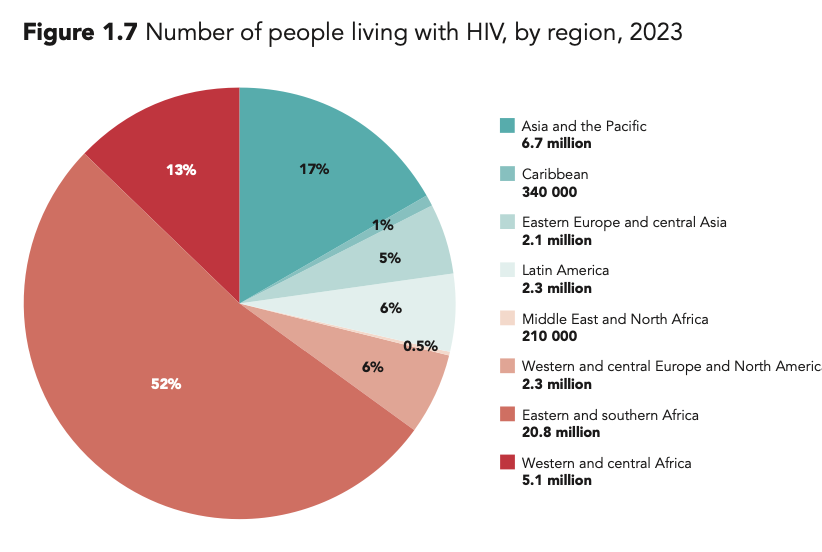 Figure 1.7 Number of people living with HIV, by region, 2023
13%
17%
1%
5%
6%
0.5%
6%
52%
Asia and the Pacific
6.7 million
Caribbean
340 000
Eastern Europe and central Asia
2.1 million
Latin America
2.3 million
Middle East and North Africa
210 000
Western and central Europe and North Americ
2.3 million
Eastern and southern Africa
20.8 million
Western and central Africa
5.1 million